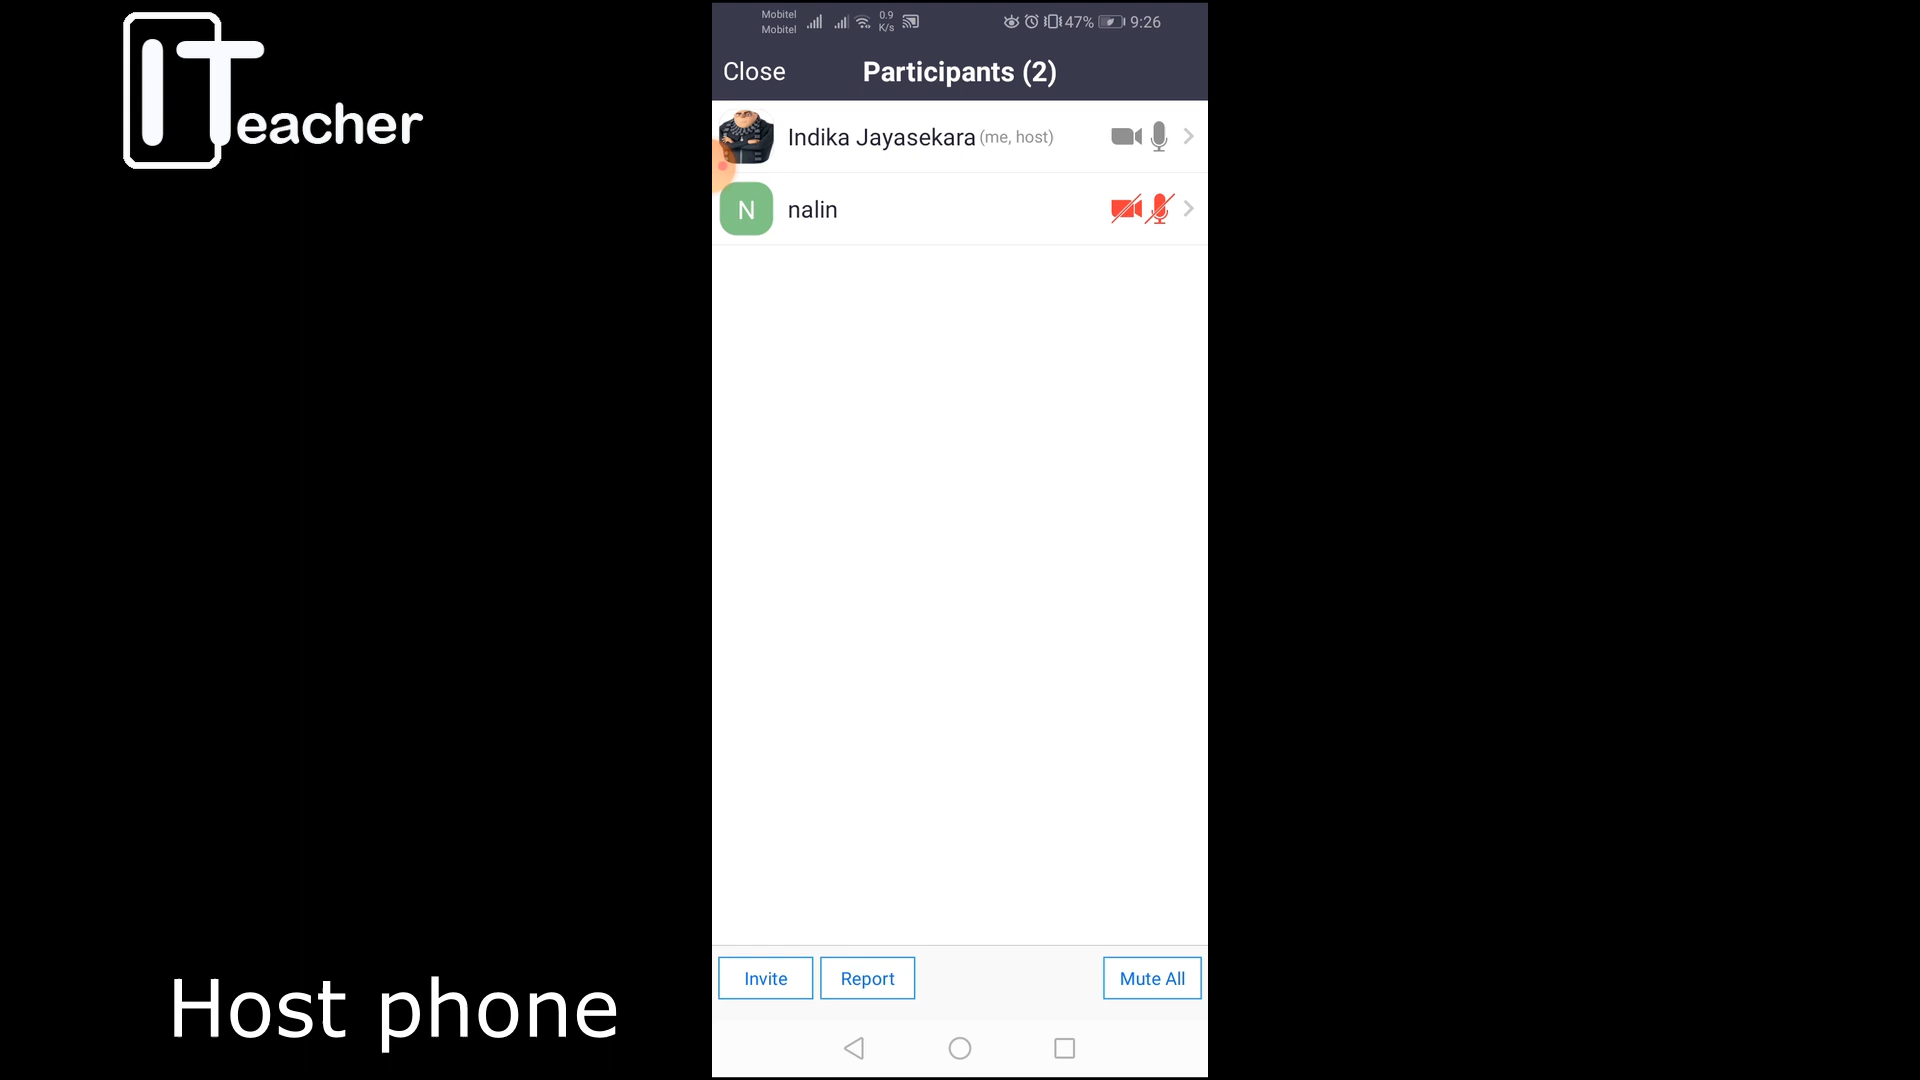 ITeacher
Mobitel
Mobitel
0.9
K/s
47%
9:26
Close
Participants (2)
Indika Jayasekara (me, host)
N
nalin
Invite
Report
Mute All
Host phone